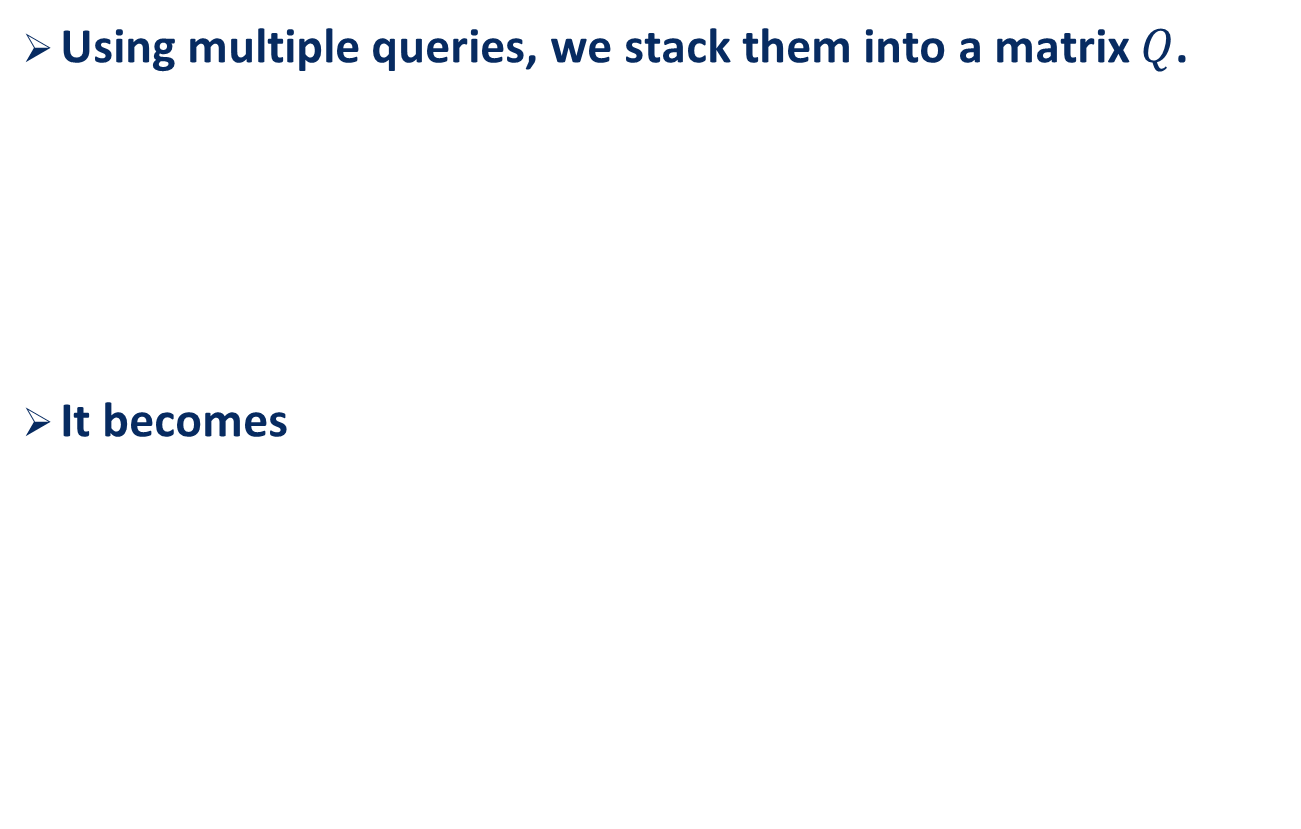 ➢ Using multiple queries, we stack them into a matrix 𝑄.
➢ It becomes